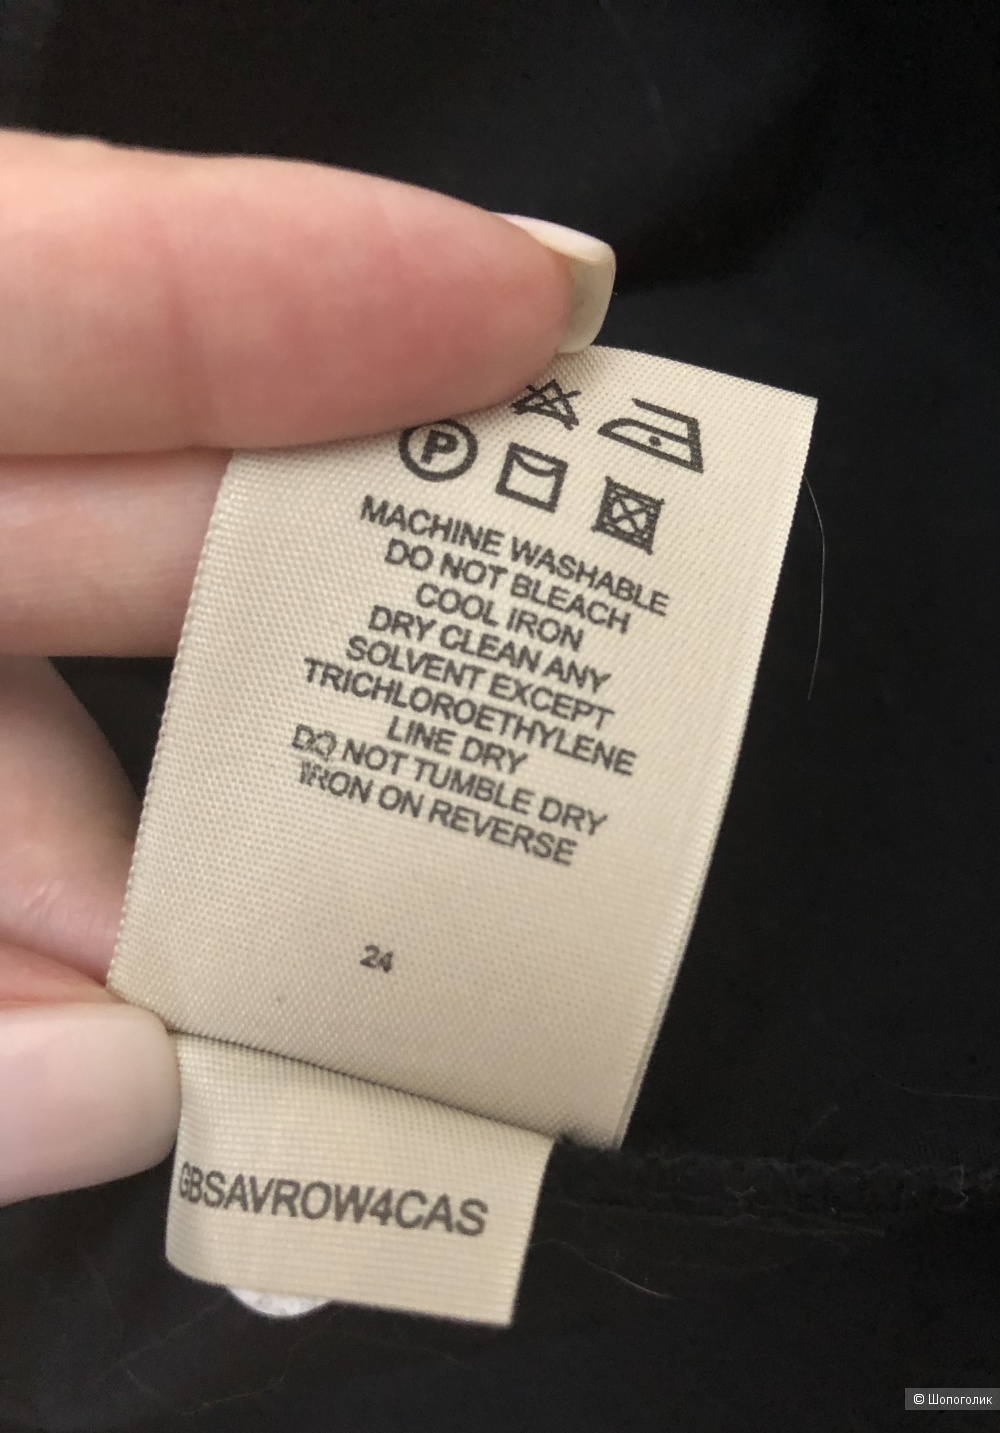 P
MACHINE WASHABLE
DO NOT BLEACH
COOL IRON
DRY CLEAN ANY
SOLVENT EXCEPT
TRICHLOROETHYLENE
LINE DRY
DO NOT TUMBLE DRY
IRON ON REVERSE
24
GBSAVROW4CAS
© Шопоголик